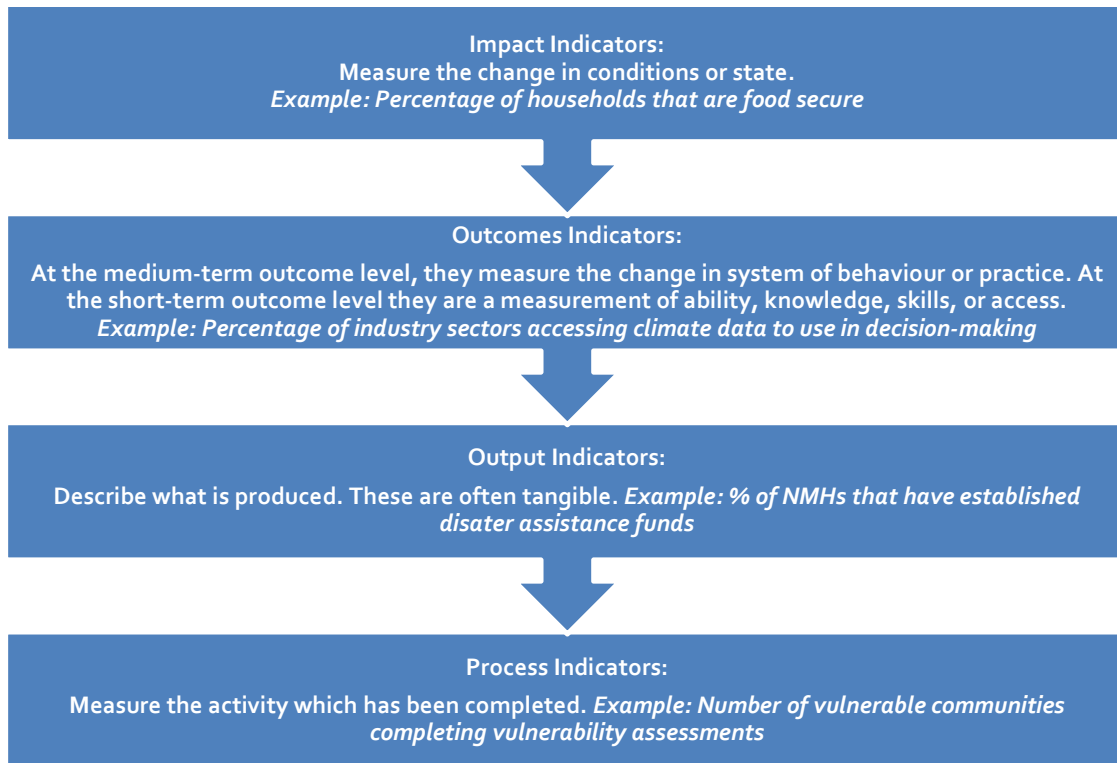 Impact Indicators:
Measure the change in conditions or state.
Example: Percentage of households that are food secure
Outcomes Indicators:
At the medium-term outcome level, they measure the change in system of behaviour or practice. At
the short-term outcome level they are a measurement of ability, knowledge, skills, or access.
Example: Percentage of industry sectors accessing climate data to use in decision-making
Output Indicators:
Describe what is produced. These are often tangible. Example: % of NMHs that have established
disater assistance funds
Process Indicators:
Measure the activity which has been completed. Example: Number of vulnerable communities
completing vulnerability assessments